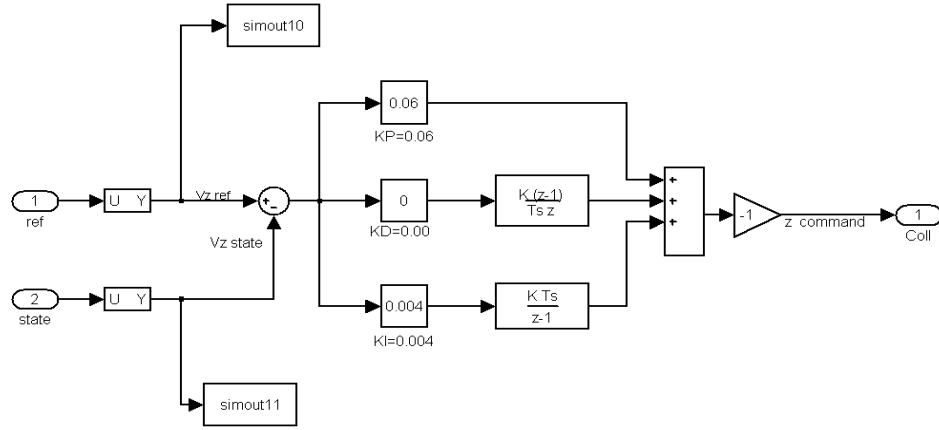 simout10
0.06
KP=0.06
1
ref
U Y
Vz ref
+
-
Vz state
0
KD=0.00
K (z-1)
Ts z
+
+
+
-1
z command
1
Coll
2
state
U Y
0.004
KI=0.004
K Ts
z-1
simout11